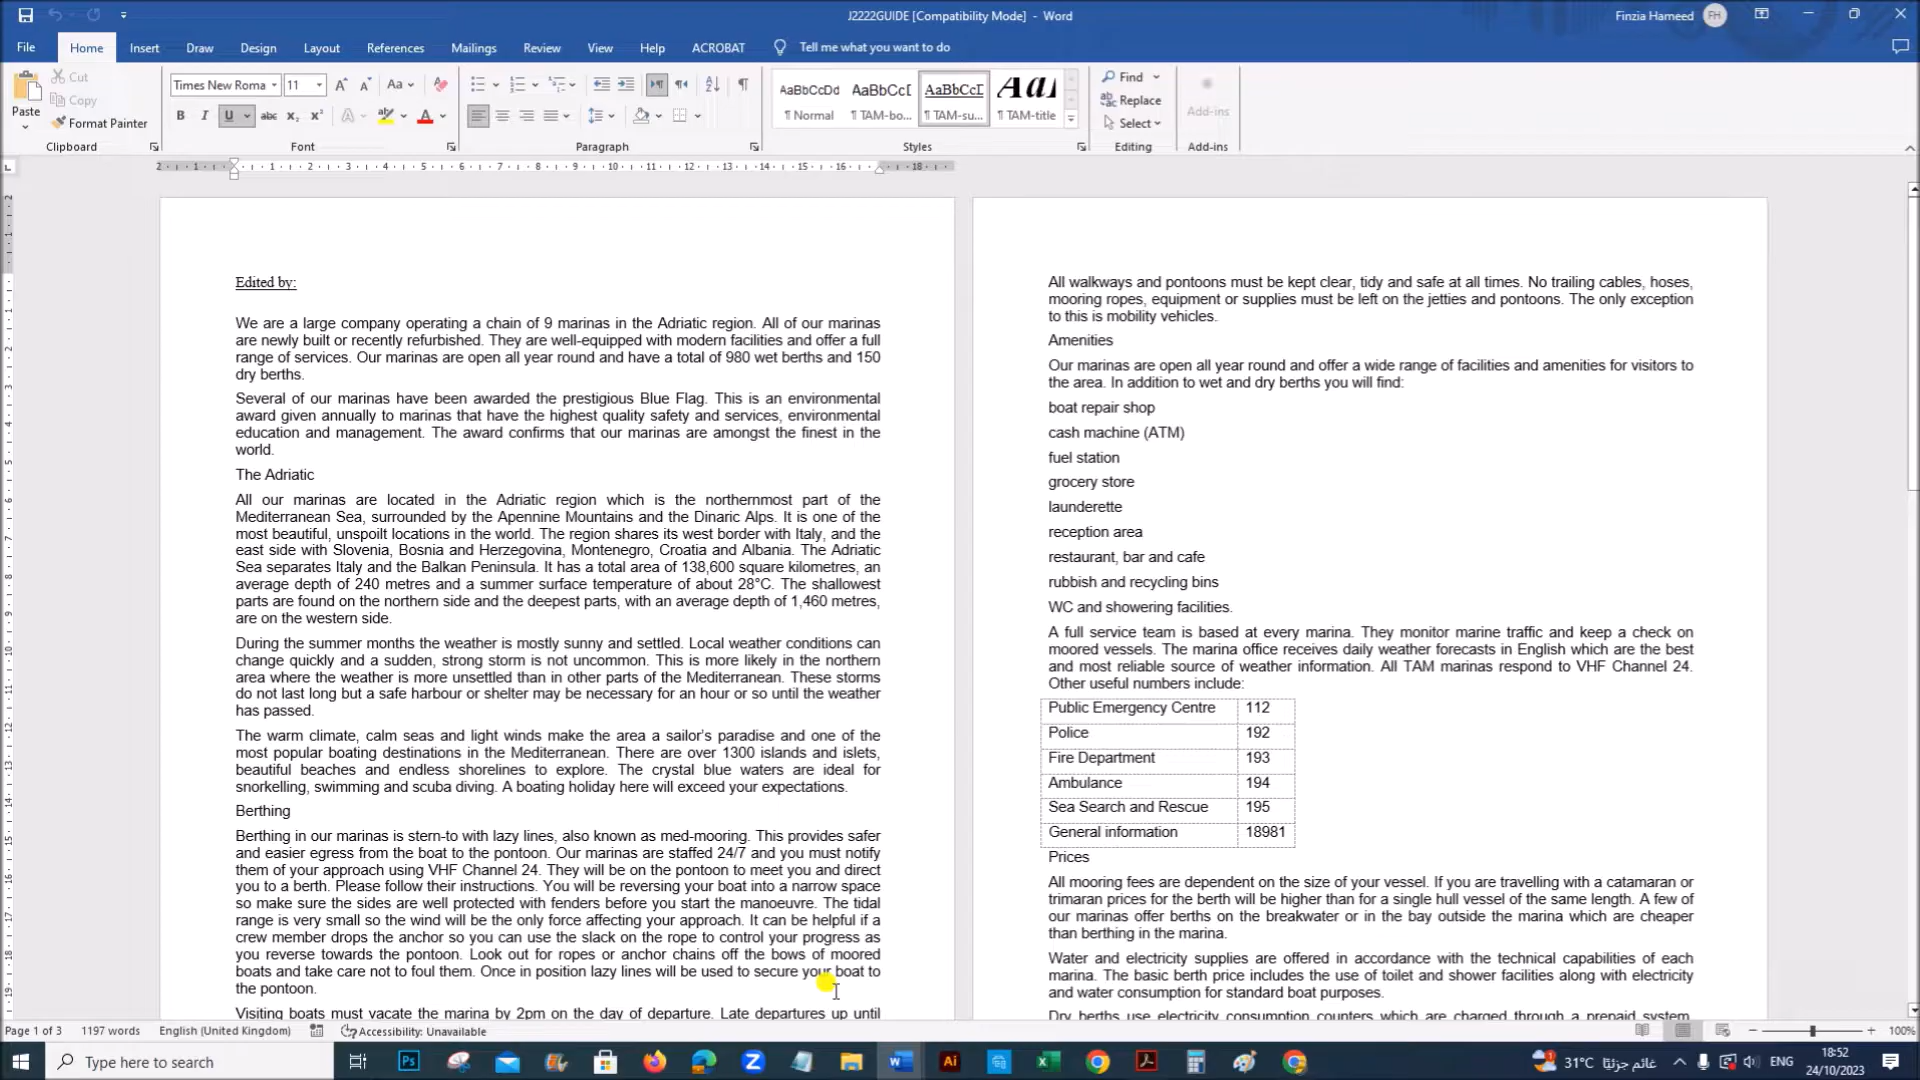 J2222GUIDE [Compatibility Mode] - Word
Finzia Hameed
FH
File
Home
Insert
Draw
Design
Layout
References
Mailings
Review
View
Help
ACROBAT
Tell me what you want to do
Paste
Cut
Copy
Format Painter
Clipboard
Times New Roma
11
Font
Paragraph
AaBbCcDd
¶ Normal
AaBbCcI
¶ TAM-bo...
AaBbCcI
¶ TAM-su...
¶ TAM-title
Styles
Find
Replace
Select
Editing
Add-ins
Add-ins
Edited by:
We are a large company operating a chain of 9 marinas in the Adriatic region. All of our marinas
are newly built or recently refurbished. They are well-equipped with modern facilities and offer a full
range of services. Our marinas are open all year round and have a total of 980 wet berths and 150
dry berths.
Several of our marinas have been awarded the prestigious Blue Flag. This is an environmental
award given annually to marinas that have the highest quality safety and services, environmental
education and management. The award confirms that our marinas are amongst the finest in the
world.
The Adriatic
All our marinas are located in the Adriatic region which is the northernmost part of the
Mediterranean Sea, surrounded by the Apennine Mountains and the Dinaric Alps. It is one of the
most beautiful, unspoilt locations in the world. The region shares its west border with Italy, and the
east side with Slovenia, Bosnia and Herzegovina, Montenegro, Croatia and Albania. The Adriatic
Sea separates Italy and the Balkan Peninsula. It has a total area of 138,600 square kilometres, an
average depth of 240 metres and a summer surface temperature of about 28°C. The shallowest
parts are found on the northern side and the deepest parts, with an average depth of 1,460 metres,
are on the western side.
During the summer months the weather is mostly sunny and settled. Local weather conditions can
change quickly and a sudden, strong storm is not uncommon. This is more likely in the northern
area where the weather is more unsettled than in other parts of the Mediterranean. These storms
do not last long but a safe harbour or shelter may be necessary for an hour or so until the weather
has passed.
The warm climate, calm seas and light winds make the area a sailor's paradise and one of the
most popular boating destinations in the Mediterranean. There are over 1300 islands and islets,
beautiful beaches and endless shorelines to explore. The crystal blue waters are ideal for
snorkelling, swimming and scuba diving. A boating holiday here will exceed your expectations.
Berthing
Berthing in our marinas is stern-to with lazy lines, also known as med-mooring. This provides safer
and easier egress from the boat to the pontoon. Our marinas are staffed 24/7 and you must notify
them of your approach using VHF Channel 24. They will be on the pontoon to meet you and direct
you to a berth. Please follow their instructions. You will be reversing your boat into a narrow space
so make sure the sides are well protected with fenders before you start the manoeuvre. The tidal
range is very small so the wind will be the only force affecting your approach. It can be helpful if a
crew member drops the anchor so you can use the slack on the rope to control your progress as
you reverse towards the pontoon. Look out for ropes or anchor chains off the bows of moored
boats and take care not to foul them. Once in position lazy lines will be used to secure your boat to
the pontoon.
Visiting boats must vacate the marina by 2pm on the day of departure. Late departures up until
All walkways and pontoons must be kept clear, tidy and safe at all times. No trailing cables, hoses,
mooring ropes, equipment or supplies must be left on the jetties and pontoons. The only exception
to this is mobility vehicles.
Amenities
Our marinas are open all year round and offer a wide range of facilities and amenities for visitors to
the area. In addition to wet and dry berths you will find:
boat repair shop
cash machine (ATM)
fuel station
grocery store
launderette
reception area
restaurant, bar and cafe
rubbish and recycling bins
WC and showering facilities.
A full service team is based at every marina. They monitor marine traffic and keep a check on
moored vessels. The marina office receives daily weather forecasts in English which are the best
and most reliable source of weather information. All TAM marinas respond to VHF Channel 24.
Other useful numbers include:
Public Emergency Centre 112
Police 192
Fire Department 193
Ambulance 194
Sea Search and Rescue 195
General information 18981
Prices
All mooring fees are dependent on the size of your vessel. If you are travelling with a catamaran or
trimaran prices for the berth will be higher than for a single hull vessel of the same length. A few of
our marinas offer berths on the breakwater or in the bay outside the marina which are cheaper
than berthing in the marina.
Water and electricity supplies are offered in accordance with the technical capabilities of each
marina. The basic berth price includes the use of toilet and shower facilities along with electricity
and water consumption for standard boat purposes.
Dry berths use electricity consumption counters which are charged through a prepaid system.
Page 1 of 3
1197 words
English (United Kingdom)
Accessibility: Unavailable
100%
Type here to search
31°C غائم جزئيًا
ENG
18:52
24/10/2023